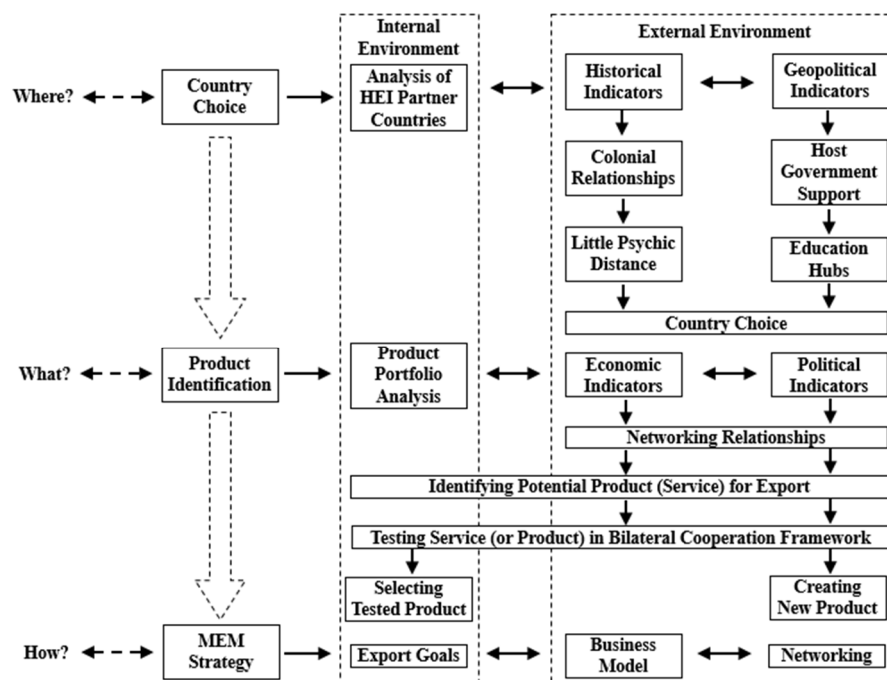 Internal
Environment
External Environment
Where?
Country
Choice
Analysis of
HEI Partner
Countries
Historical
Indicators
Geopolitical
Indicators
Colonial
Relationships
Host
Government
Support
Little Psychic
Distance
Education
Hubs
Country Choice
What?
Product
Identification
Product
Portfolio
Analysis
Economic
Indicators
Political
Indicators
Networking Relationships
Identifying Potential Product (Service) for Export
Testing Service (or Product) in Bilateral Cooperation Framework
Selecting
Tested Product
Creating
New Product
How?
MEM
Strategy
Export Goals
Business
Model
Networking